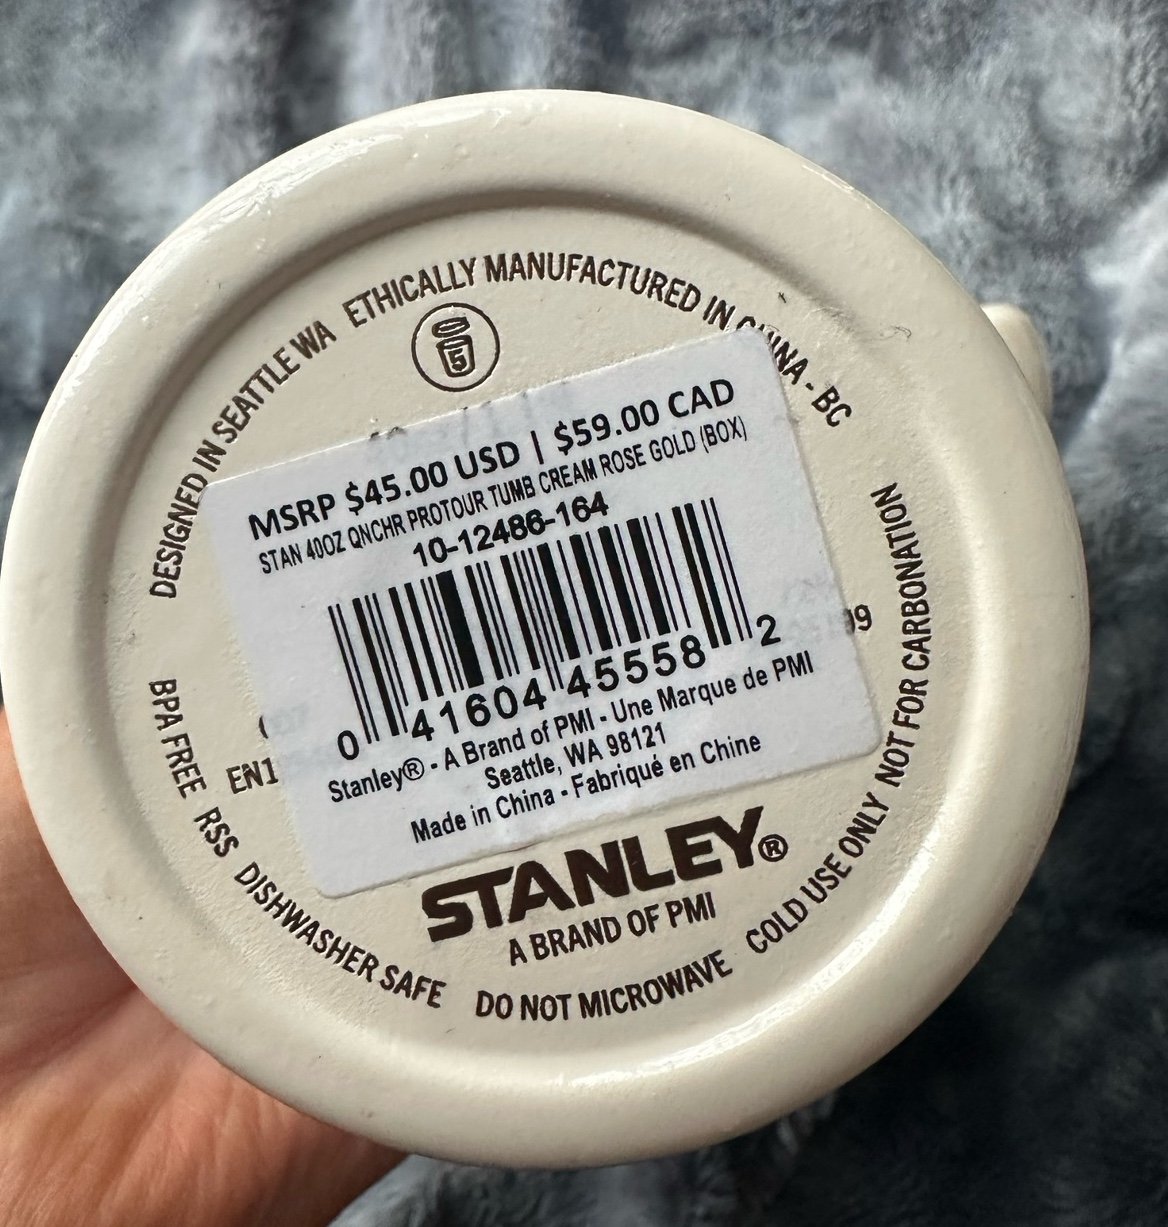 DESIGNED IN SEATTLE WA
ETHICALLY MANUFACTURED IN CHINA - BC
5
MSRP $45.00 USD | $59.00 CAD
STAN 40OZ QNCHR PROTOUR TUMB CREAM ROSE GOLD (BOX)
10-12486-164
0 41604 45558 2
Stanley® - A Brand of PMI - Une Marque de PMI
Seattle, WA 98121
Made in China - Fabriqué en Chine
EN1
STANLEY®
A BRAND OF PMI
BPA FREE
RSS
DISHWASHER SAFE
DO NOT MICROWAVE
COLD USE ONLY
NOT FOR CARBONATION